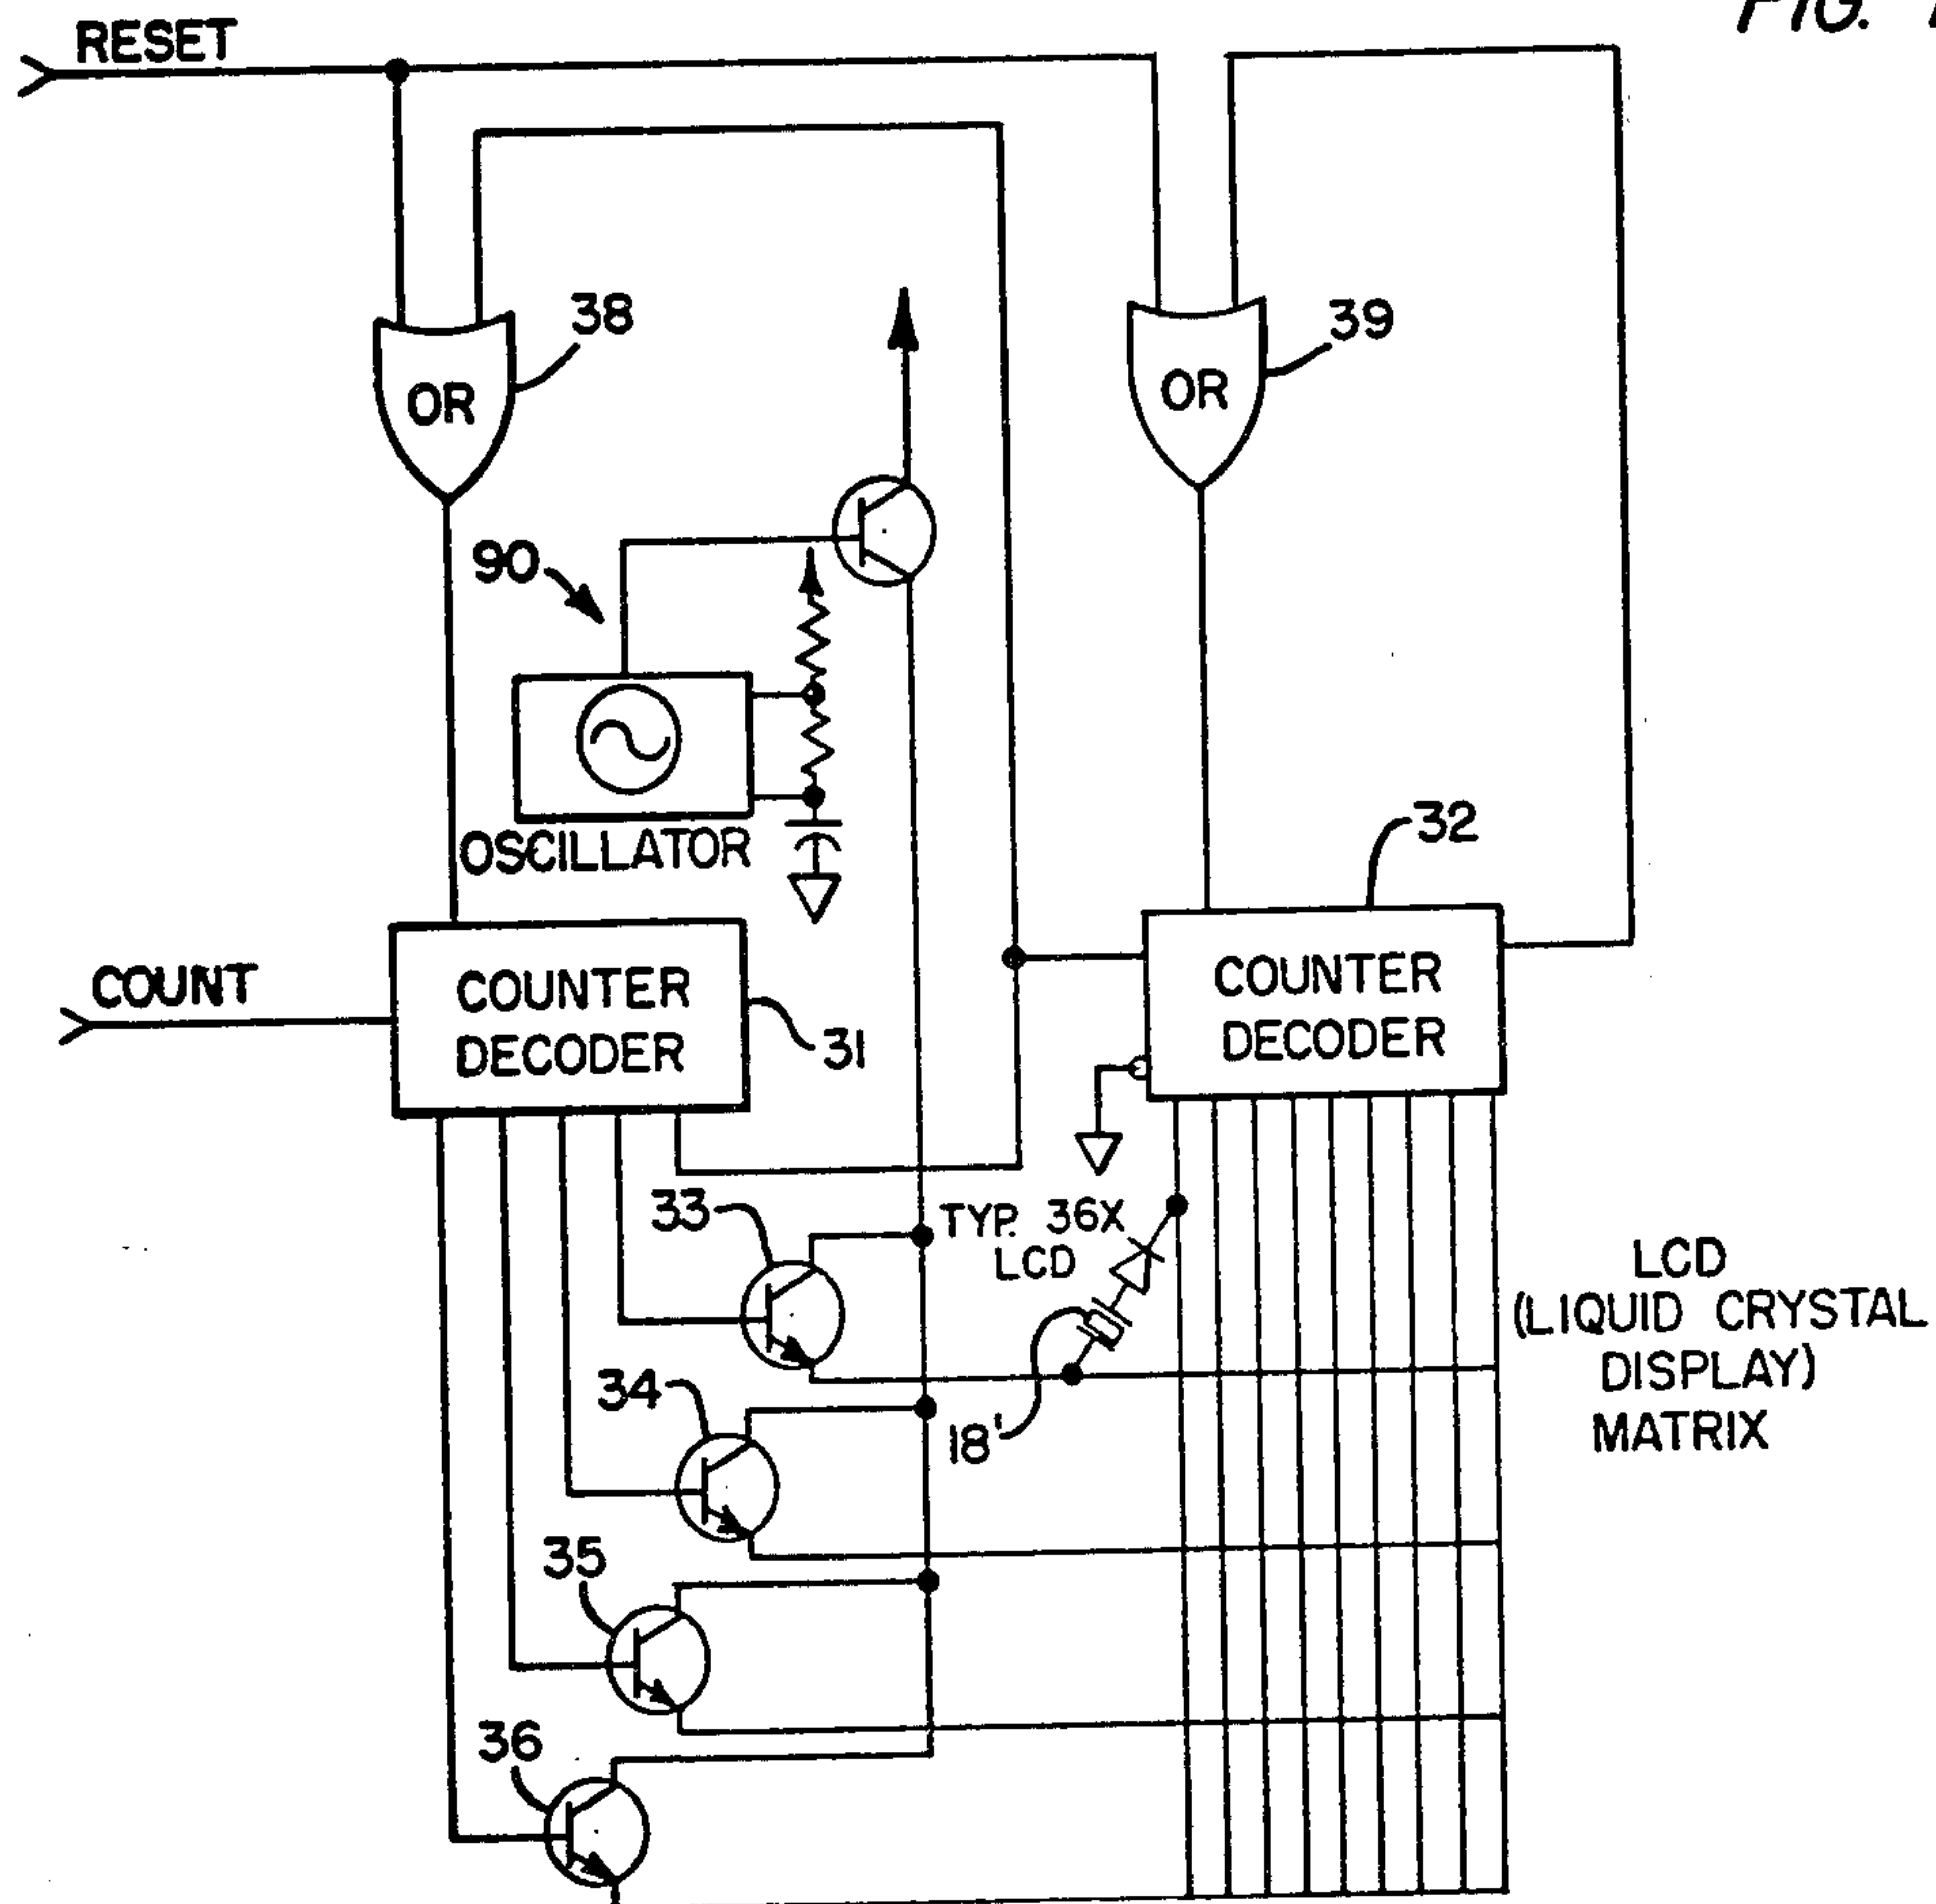 FIG.
RESET
38
39
OR
OR
90
OSCILLATOR
32
COUNT
COUNTER
DECODER
31
COUNTER
DECODER
33
TYP. 36X
LCD
LCD
(LIQUID CRYSTAL
DISPLAY)
MATRIX
34
18'
35
36